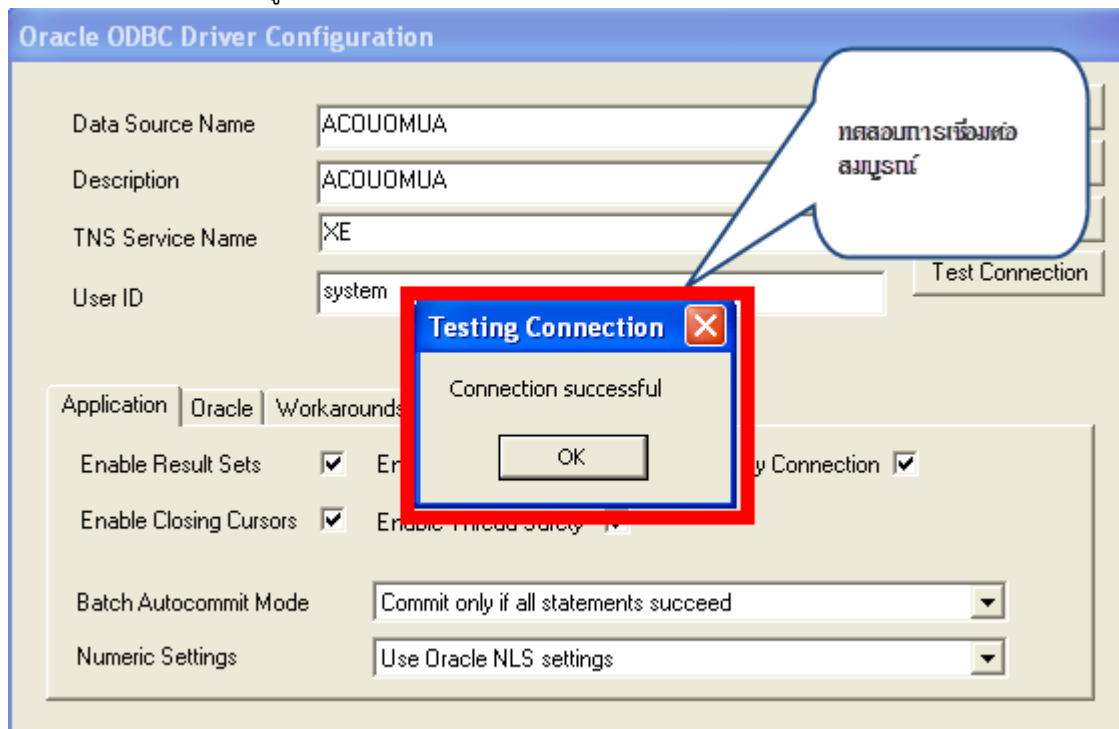 Oracle ODBC Driver Configuration
Data Source Name
ACOUOMUA
ทดสอบการเชื่อมต่อ
สมบูรณ์
Description
ACOUOMUA
TNS Service Name
XE
User ID
system
Test Connection
Testing Connection
Connection successful
OK
Application
Oracle
Workarounds
Enable Result Sets
Connection
Enable Closing Cursors
Enable Thread Safety
Batch Autocommit Mode
Commit only if all statements succeed
Numeric Settings
Use Oracle NLS settings